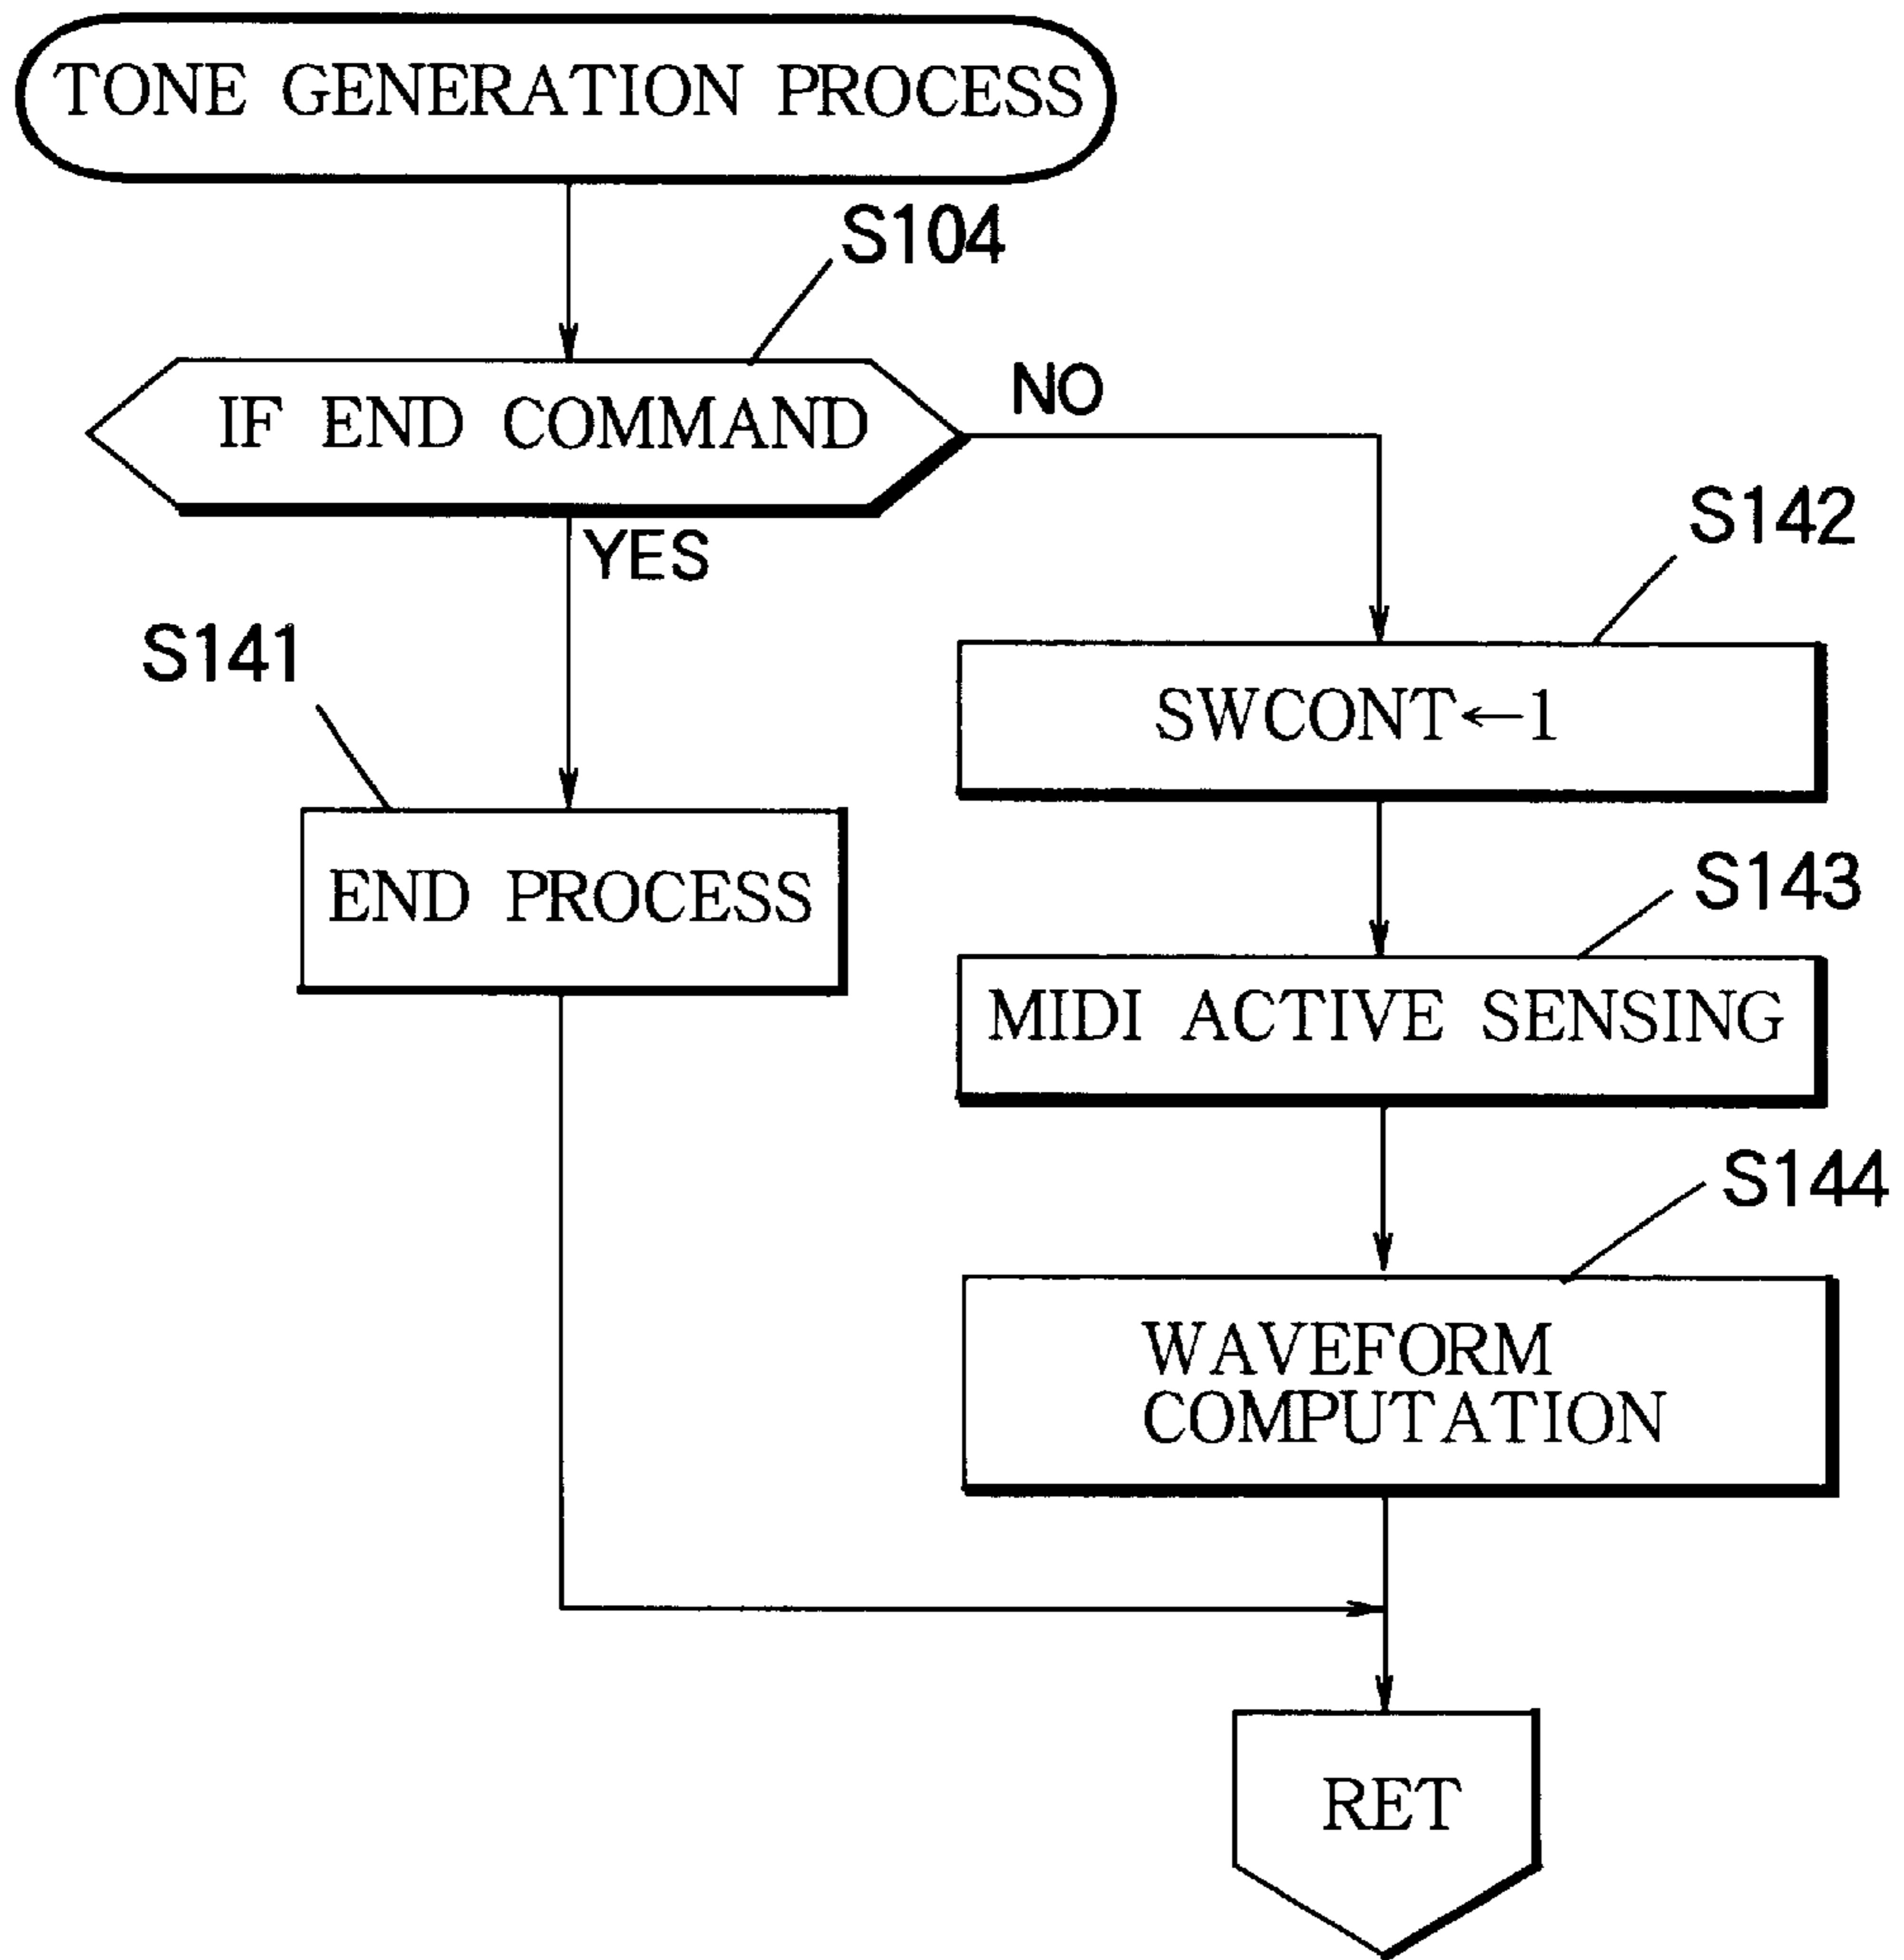 TONE GENERATION PROCESS
S104
IF END COMMAND
NO
YES
S142
SWCONT←1
S141
END PROCESS
S143
MIDI ACTIVE SENSING
S144
WAVEFORM
COMPUTATION
RET